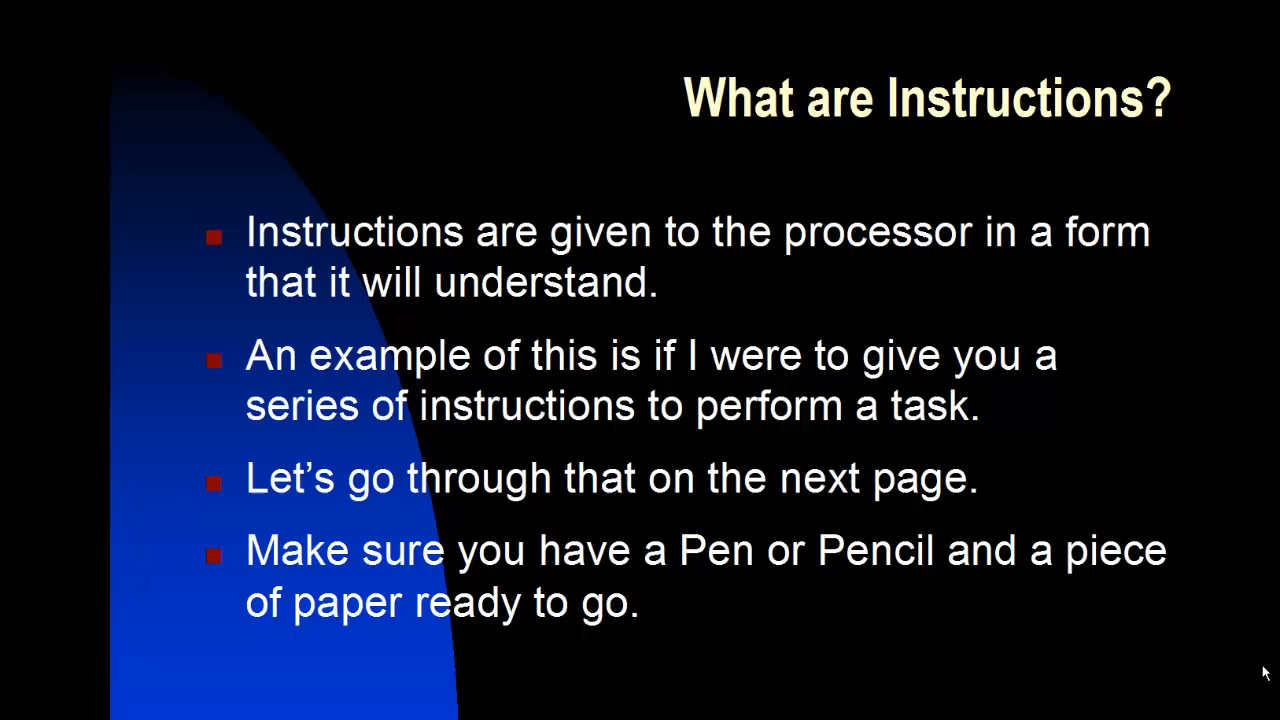 What are Instructions?
Instructions are given to the processor in a form
that it will understand.
An example of this is if I were to give you a
series of instructions to perform a task.
Let’s go through that on the next page.
Make sure you have a Pen or Pencil and a piece
of paper ready to go.